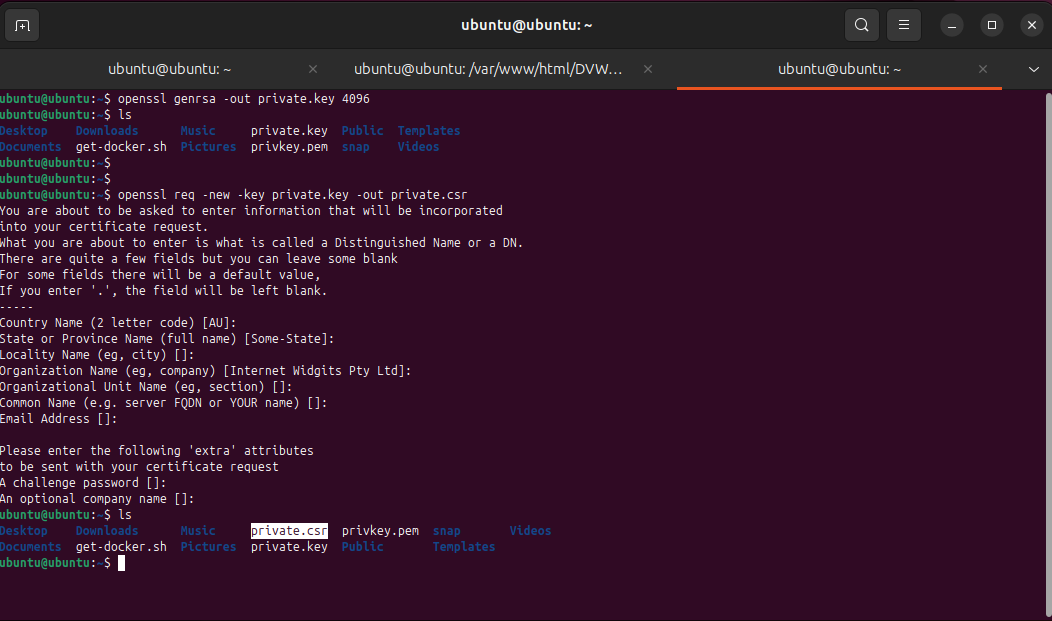 ubuntu@ubuntu: ~
ubuntu@ubuntu: ~ ubuntu@ubuntu: /var/www/html/DVW... ubuntu@ubuntu: ~
ubuntu@ubuntu:~$ openssl genrsa -out private.key 4096
ubuntu@ubuntu:~$ ls
Desktop Downloads Music private.key Public Templates
Documents get-docker.sh Pictures privkey.pem snap Videos
ubuntu@ubuntu:~$
ubuntu@ubuntu:~$
ubuntu@ubuntu:~$ openssl req -new -key private.key -out private.csr
You are about to be asked to enter information that will be incorporated
into your certificate request.
What you are about to enter is what is called a Distinguished Name or a DN.
There are quite a few fields but you can leave some blank
For some fields there will be a default value,
If you enter '.', the field will be left blank.
-----
Country Name (2 letter code) [AU]:
State or Province Name (full name) [Some-State]:
Locality Name (eg, city) []:
Organization Name (eg, company) [Internet Widgits Pty Ltd]:
Organizational Unit Name (eg, section) []:
Common Name (e.g. server FQDN or YOUR name) []:
Email Address []:
Please enter the following 'extra' attributes
to be sent with your certificate request
A challenge password []:
An optional company name []:
ubuntu@ubuntu:~$ ls
Desktop Downloads Music private.csr privkey.pem snap Videos
Documents get-docker.sh Pictures private.key Public Templates
ubuntu@ubuntu:~$